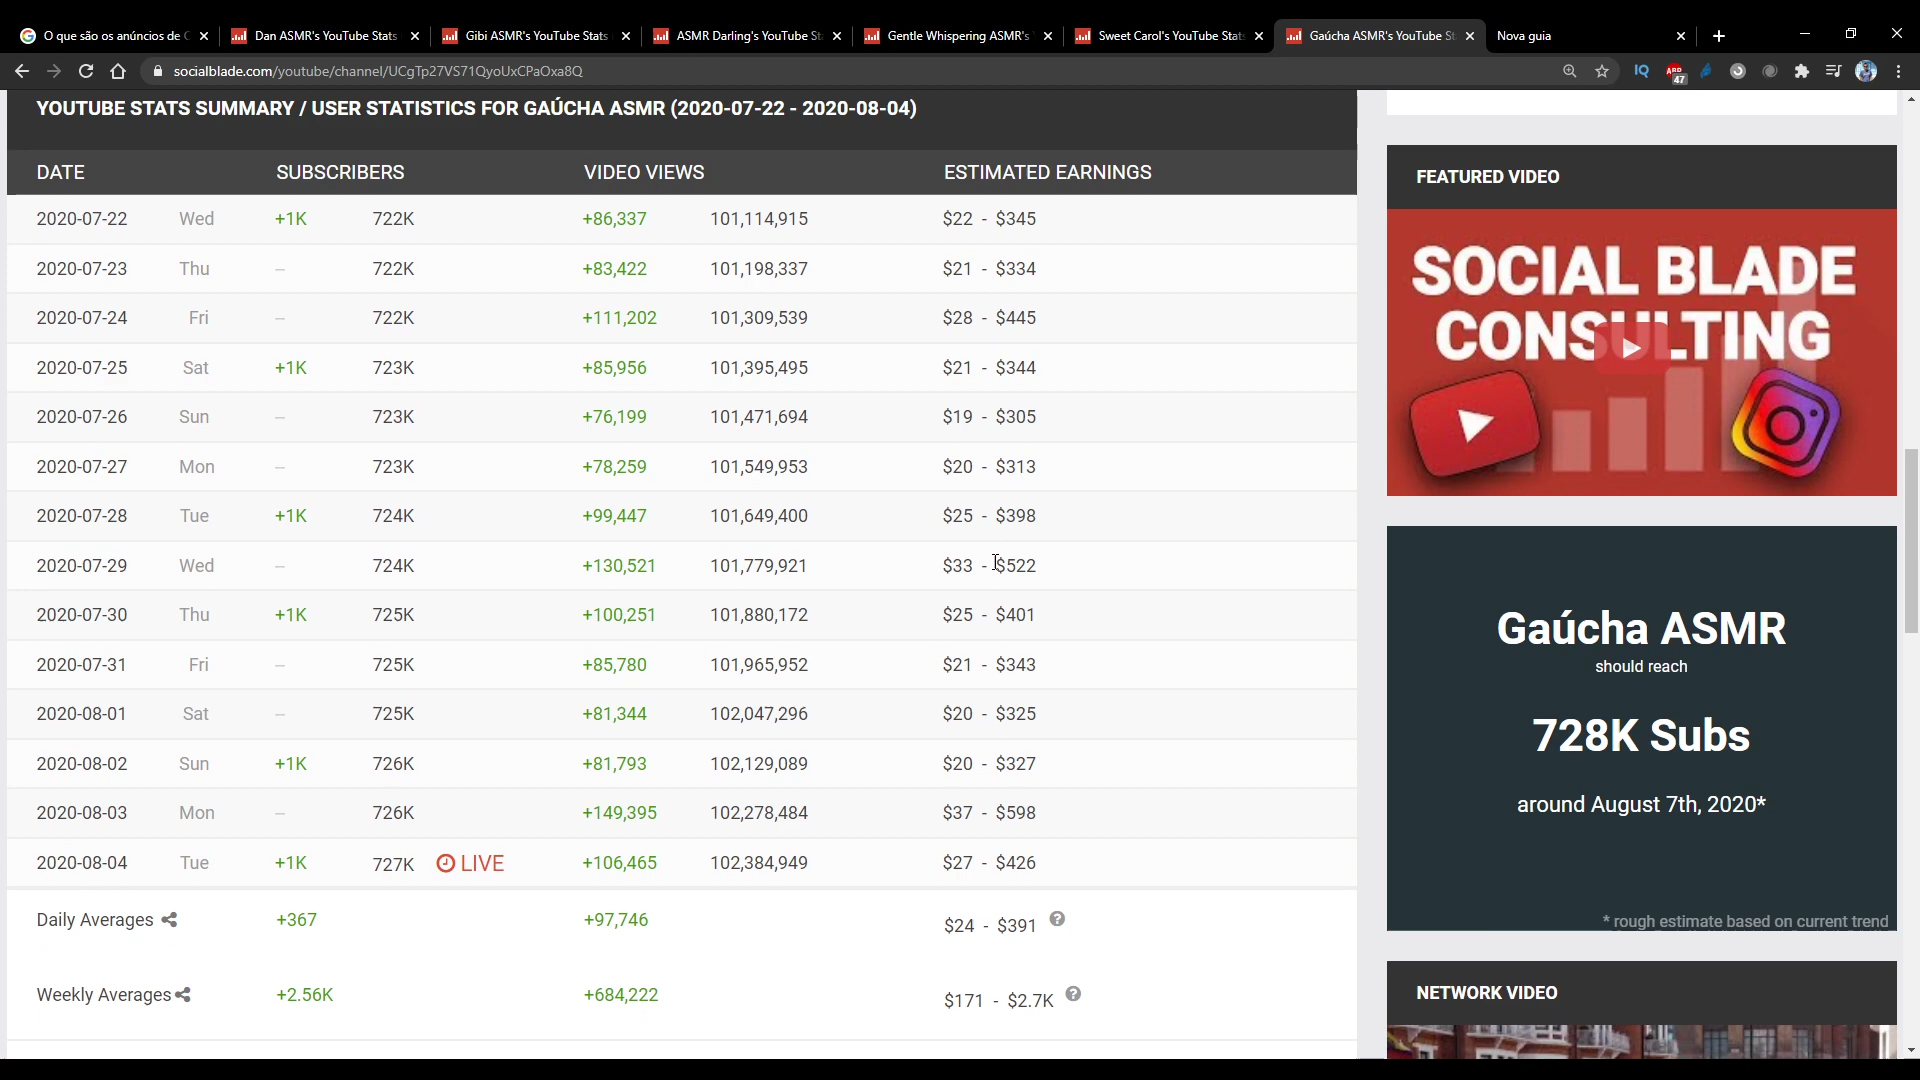 O que são os anúncios de
Dan ASMR's YouTube Stats
Gibi ASMR's YouTube Stats
ASMR Darling's YouTube St
Gentle Whispering ASMR's
Sweet Carol's YouTube Stat
Gaúcha ASMR's YouTube St
Nova guia
socialblade.com/youtube/channel/UCgTp27VS71QyoUxCPaOxa8Q
IQ
ABP
47
YOUTUBE STATS SUMMARY / USER STATISTICS FOR GAÚCHA ASMR (2020-07-22 - 2020-08-04)
DATE SUBSCRIBERS VIDEO VIEWS ESTIMATED EARNINGS
2020-07-22 Wed +1K 722K +86,337 101,114,915 $22 - $345
2020-07-23 Thu -- 722K +83,422 101,198,337 $21 - $334
2020-07-24 Fri -- 722K +111,202 101,309,539 $28 - $445
2020-07-25 Sat +1K 723K +85,956 101,395,495 $21 - $344
2020-07-26 Sun -- 723K +76,199 101,471,694 $19 - $305
2020-07-27 Mon -- 723K +78,259 101,549,953 $20 - $313
2020-07-28 Tue +1K 724K +99,447 101,649,400 $25 - $398
2020-07-29 Wed -- 724K +130,521 101,779,921 $33 - $522
2020-07-30 Thu +1K 725K +100,251 101,880,172 $25 - $401
2020-07-31 Fri -- 725K +85,780 101,965,952 $21 - $343
2020-08-01 Sat -- 725K +81,344 102,047,296 $20 - $325
2020-08-02 Sun +1K 726K +81,793 102,129,089 $20 - $327
2020-08-03 Mon -- 726K +149,395 102,278,484 $37 - $598
2020-08-04 Tue +1K 727K LIVE +106,465 102,384,949 $27 - $426
Daily Averages +367 +97,746 $24 - $391
Weekly Averages +2.56K +684,222 $171 - $2.7K
FEATURED VIDEO
SOCIAL BLADE
CONSULTING
Gaúcha ASMR
should reach
728K Subs
around August 7th, 2020*
* rough estimate based on current trend
NETWORK VIDEO